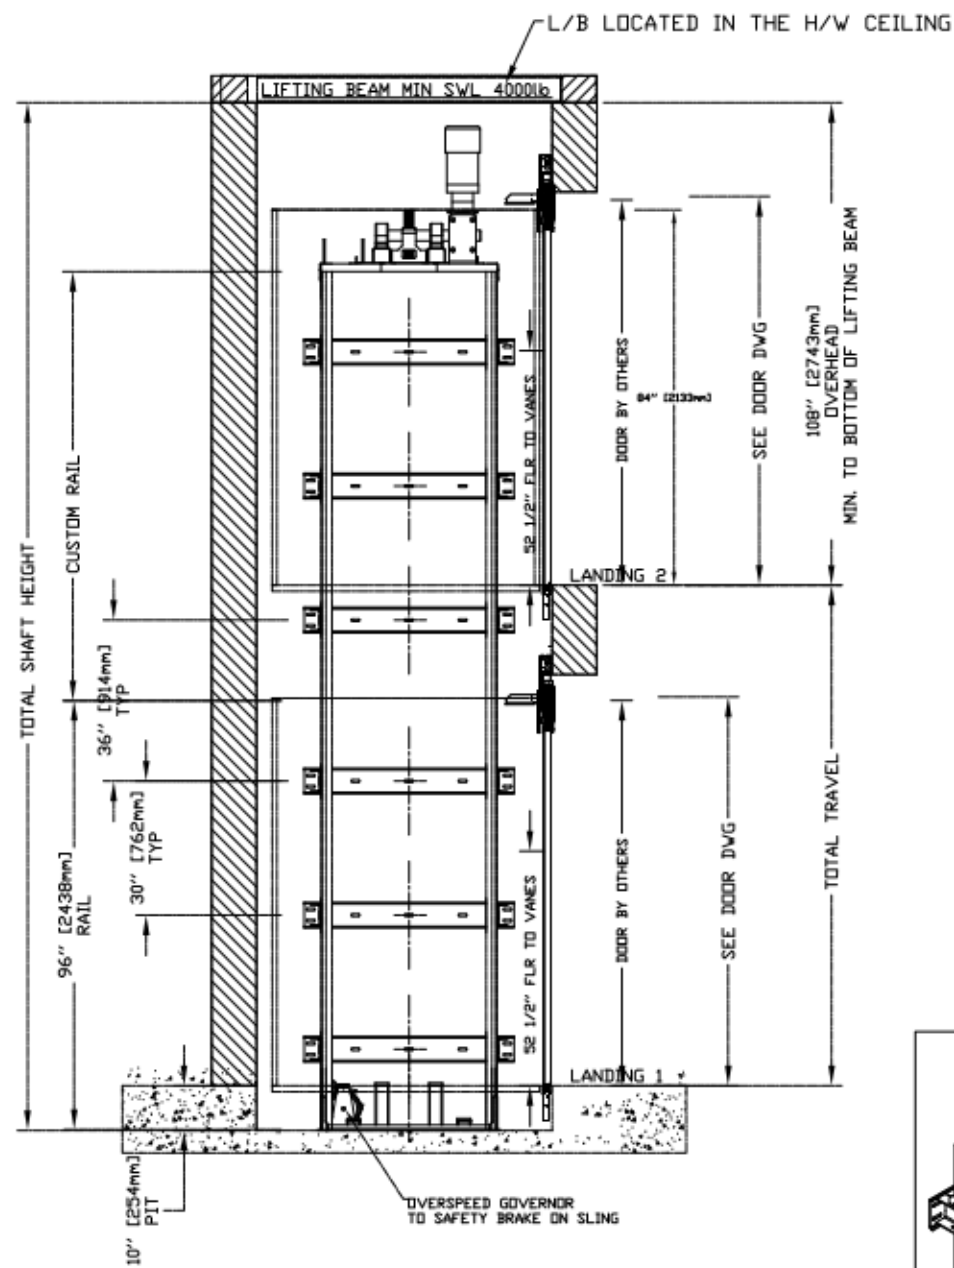 L/B LOCATED IN THE H/W CEILING
LIFTING BEAM MIN SWL 4000lb
TOTAL SHAFT HEIGHT
CUSTOM RAIL
36" [914mm]
TYP
30" [762mm]
TYP
96" [2438mm]
RAIL
10" [254mm]
PIT
52 1/2" FLR TO VANES
DOOR BY OTHERS
84" [2133mm]
SEE DOOR DWG
108" [2743mm]
OVERHEAD
MIN. TO BOTTOM OF LIFTING BEAM
LANDING 2
52 1/2" FLR TO VANES
DOOR BY OTHERS
SEE DOOR DWG
TOTAL TRAVEL
LANDING 1
OVERSPEED GOVERNOR
TO SAFETY BRAKE ON SLING